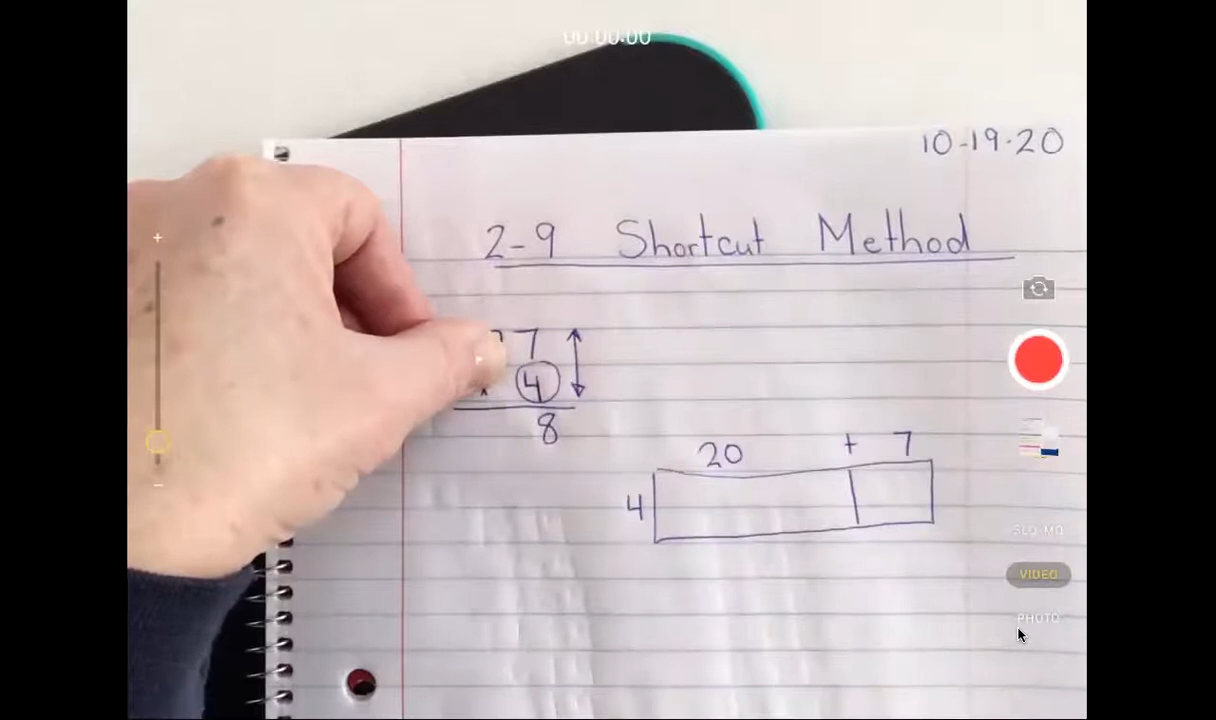 00:00:00
10-19-20
2-9 Shortcut Method
7
x 4
8
20 + 7
4
SLO-MO
VIDEO
PHOTO